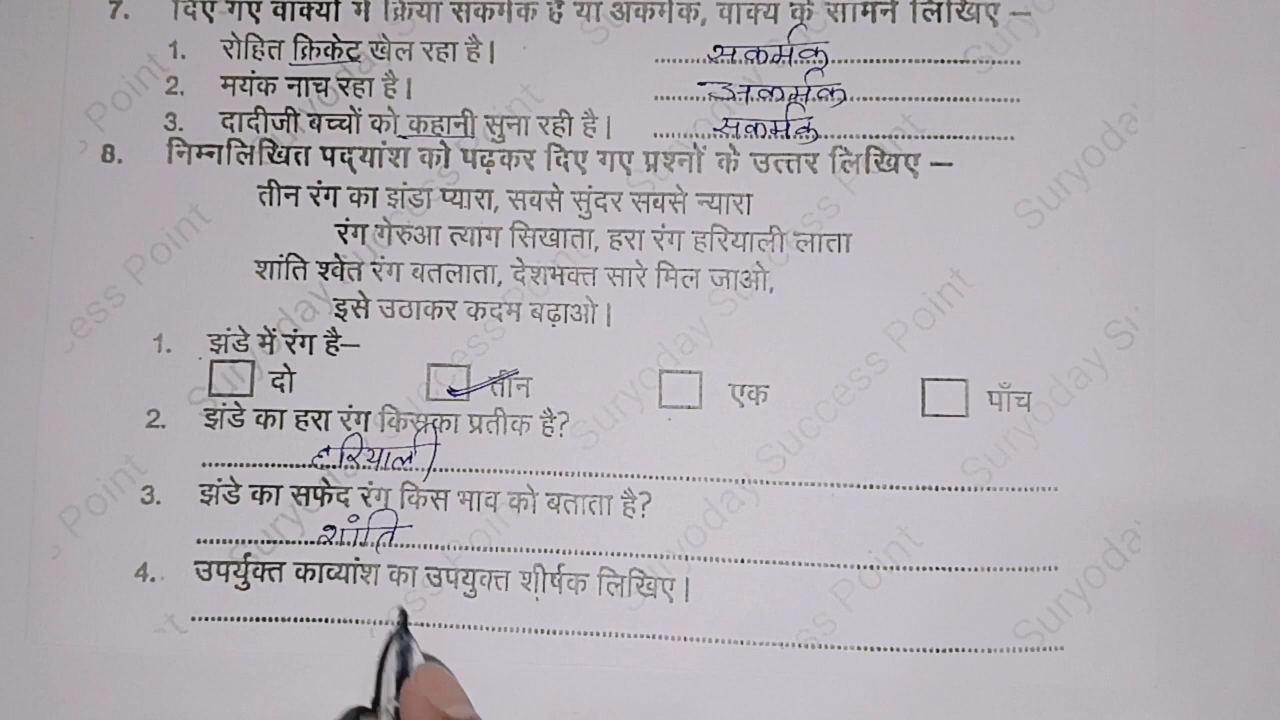 7. दिए गए वाक्यों में क्रिया सकर्मक है या अकर्मक, वाक्य के सामने लिखिए –
1. रोहित क्रिकेट खेल रहा है। सकर्मक
2. मयंक नाच रहा है। अकर्मक
3. दादीजी बच्चों को कहानी सुना रही है। सकर्मक
8. निम्नलिखित पद्यांश को पढ़कर दिए गए प्रश्नों के उत्तर लिखिए –
तीन रंग का झंडा प्यारा, सबसे सुंदर सबसे न्यारा
रंग गेरुआ त्याग सिखाता, हरा रंग हरियाली लाता
शांति श्वेत रंग बतलाता, देशभक्त सारे मिल जाओ,
इसे उठाकर कदम बढ़ाओ।
1. झंडे में रंग है–
दो तीन एक पाँच
2. झंडे का हरा रंग किसका प्रतीक है?
हरियाली
3. झंडे का सफेद रंग किस भाव को बताता है?
शांति
4. उपर्युक्त काव्यांश का उपयुक्त शीर्षक लिखिए।
Suryoday Success Point